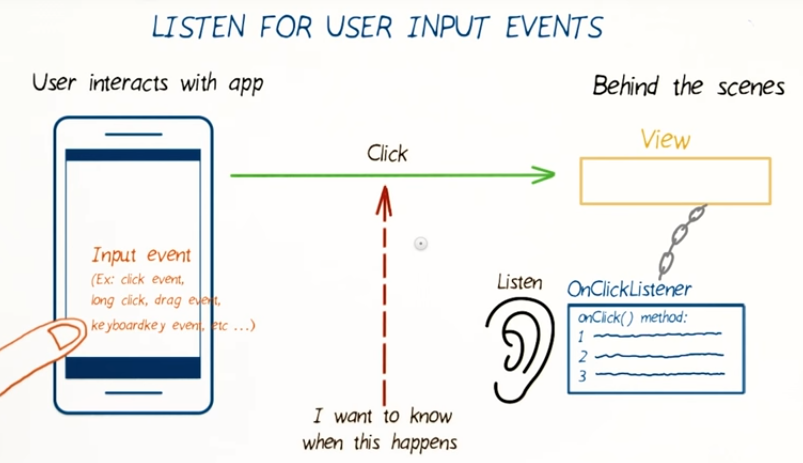 LISTEN FOR USER INPUT EVENTS
User interacts with app
Behind the scenes
View
Click
Input event
(Ex: click event,
long click, drag event,
keyboardkey event, etc ...)
Listen
OnClickListener
onClick() method:
1
2
3
I want to know
when this happens